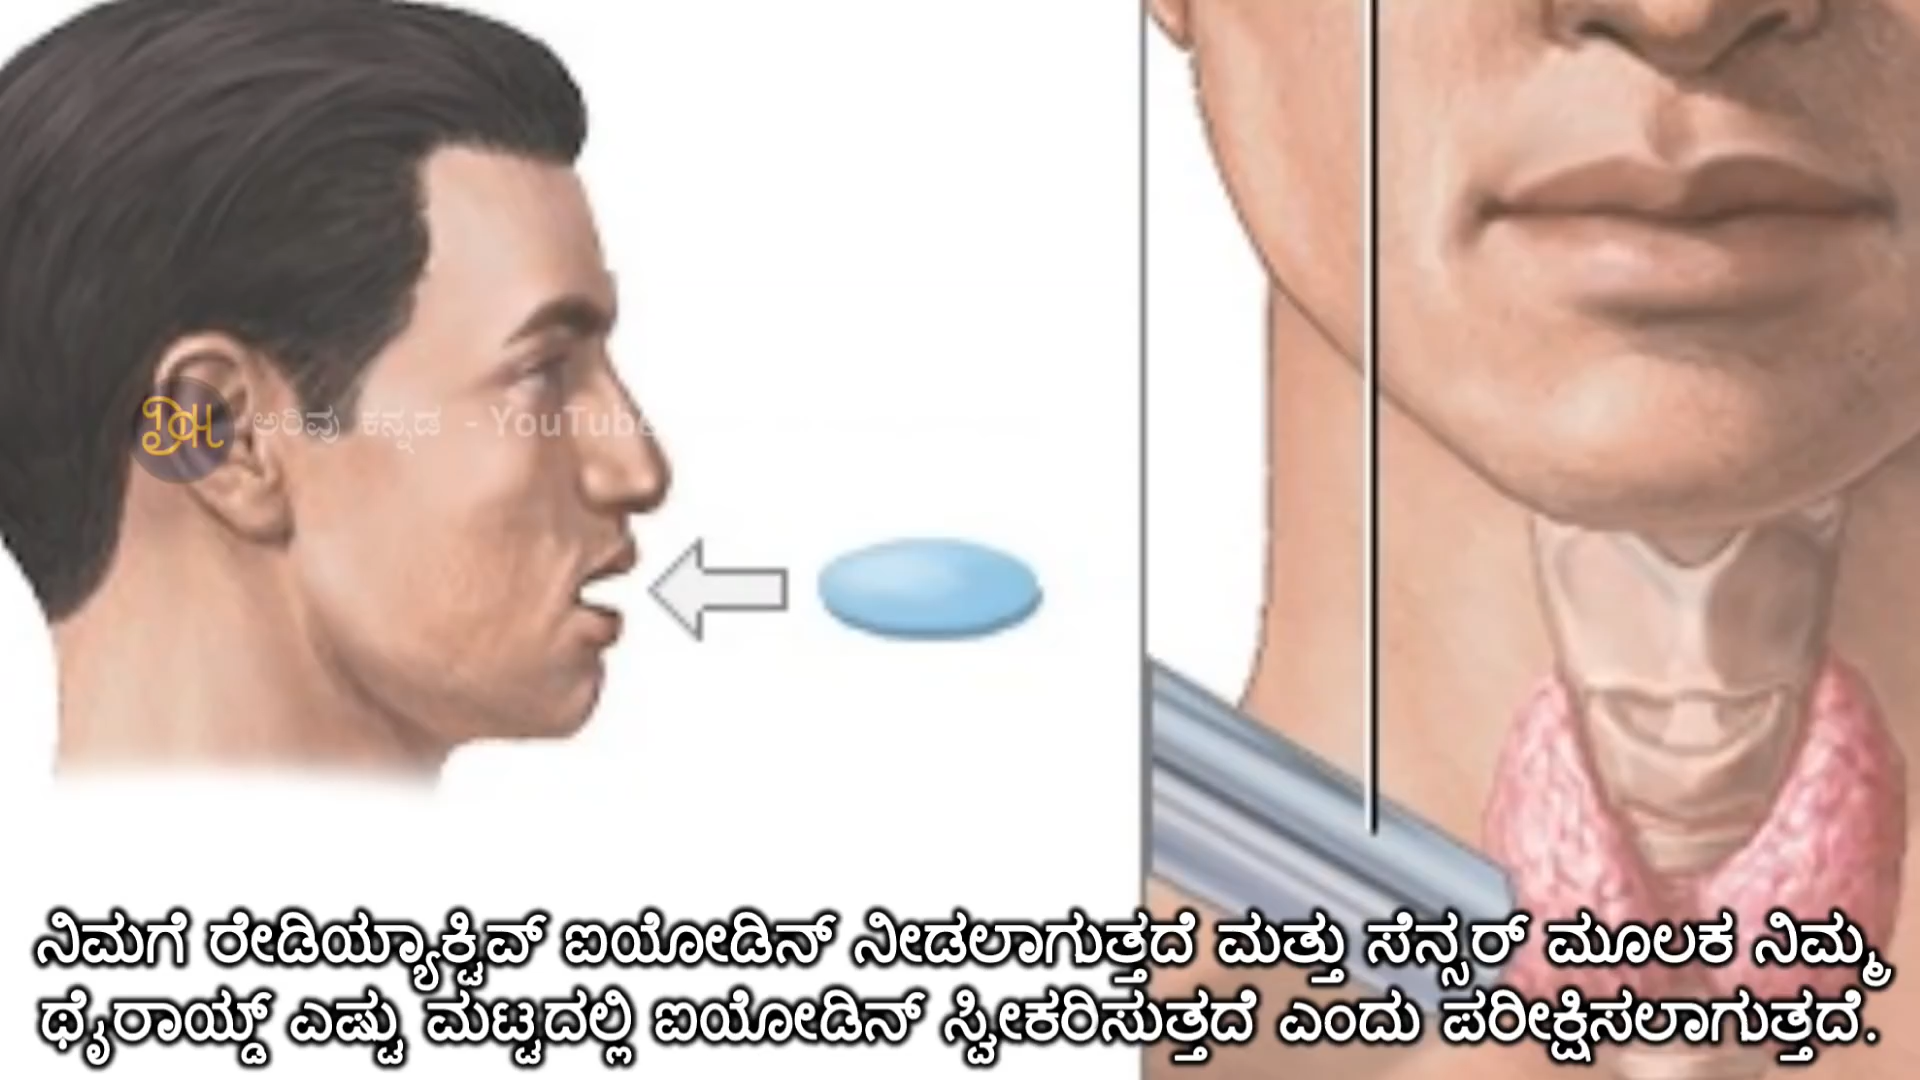 ಅರಿವು ಕನ್ನಡ - YouTube
ನಿಮಗೆ ರೇಡಿಯ್ಯಾಕ್ಟಿವ್ ಐಯೋಡಿನ್ ನೀಡಲಾಗುತ್ತದೆ ಮತ್ತು ಸೆನ್ಸರ್ ಮೂಲಕ ನಿಮ್ಮ
ಥೈರಾಯ್ಡ್ ಎಷ್ಟು ಮಟ್ಟದಲ್ಲಿ ಐಯೋಡಿನ್ ಸ್ವೀಕರಿಸುತ್ತದೆ ಎಂದು ಪರೀಕ್ಷಿಸಲಾಗುತ್ತದೆ.